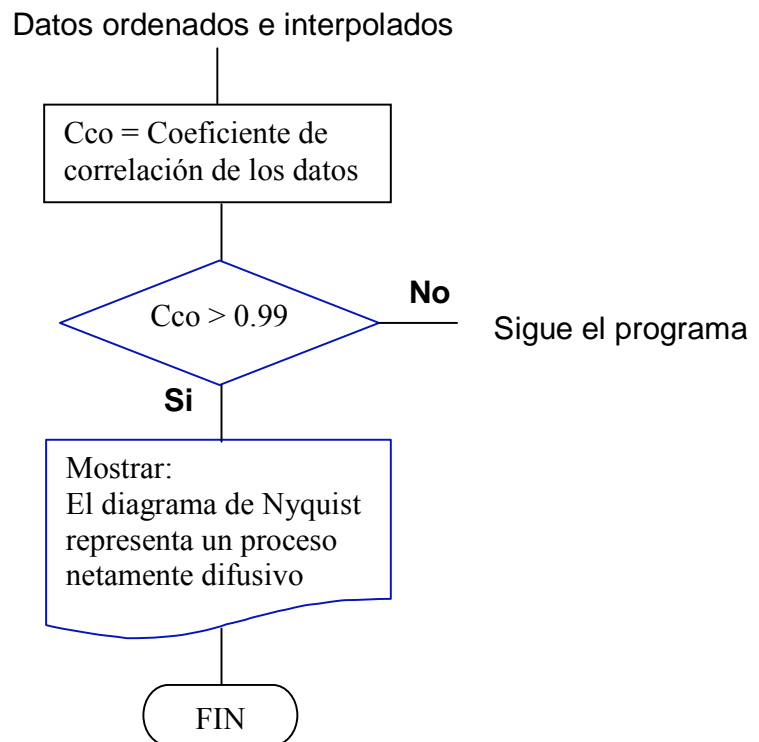 Datos ordenados e interpolados
Cco = Coeficiente de
correlación de los datos
Cco > 0.99
No
Sigue el programa
Si
Mostrar:
El diagrama de Nyquist
representa un proceso
netamente difusivo
FIN